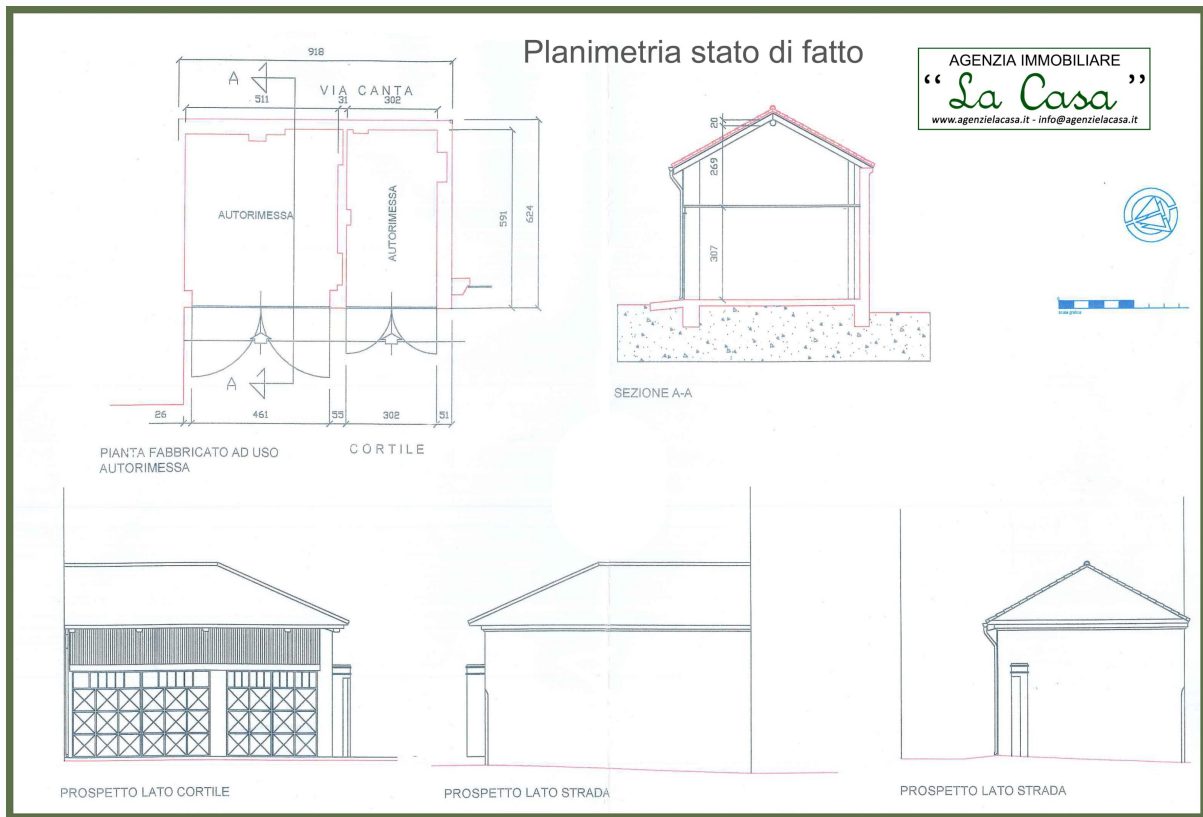 Planimetria stato di fatto
AGENZIA IMMOBILIARE
“ La Casa ”
www.agenzielacasa.it - info@agenzielacasa.it
918
A
VIA CANTA
511
31
302
AUTORIMESSA
AUTORIMESSA
591
624
A
26
461
55
302
51
PIANTA FABBRICATO AD USO
AUTORIMESSA
CORTILE
20
269
307
SEZIONE A-A
scala grafica
PROSPETTO LATO CORTILE
PROSPETTO LATO STRADA
PROSPETTO LATO STRADA